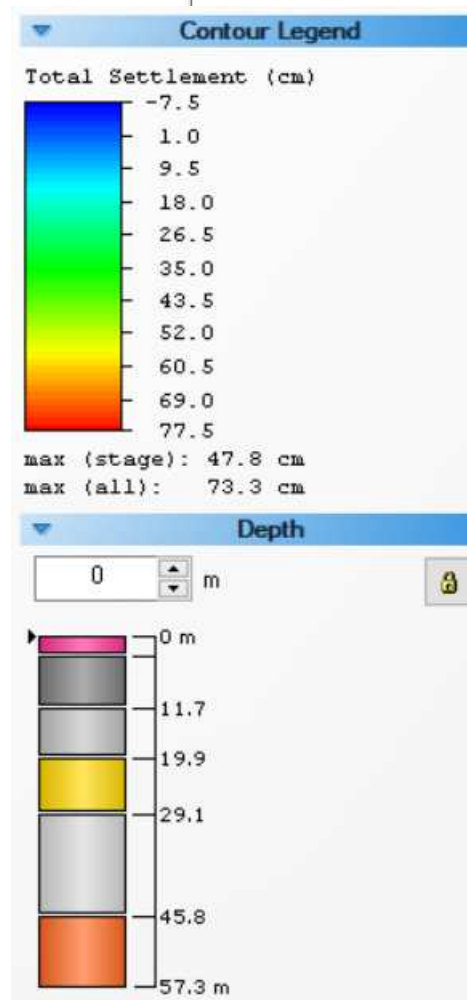 Contour Legend
Total Settlement (cm)
-7.5
1.0
9.5
18.0
26.5
35.0
43.5
52.0
60.5
69.0
77.5
max (stage): 47.8 cm
max (all): 73.3 cm
Depth
0 m
0 m
11.7
19.9
29.1
45.8
57.3 m